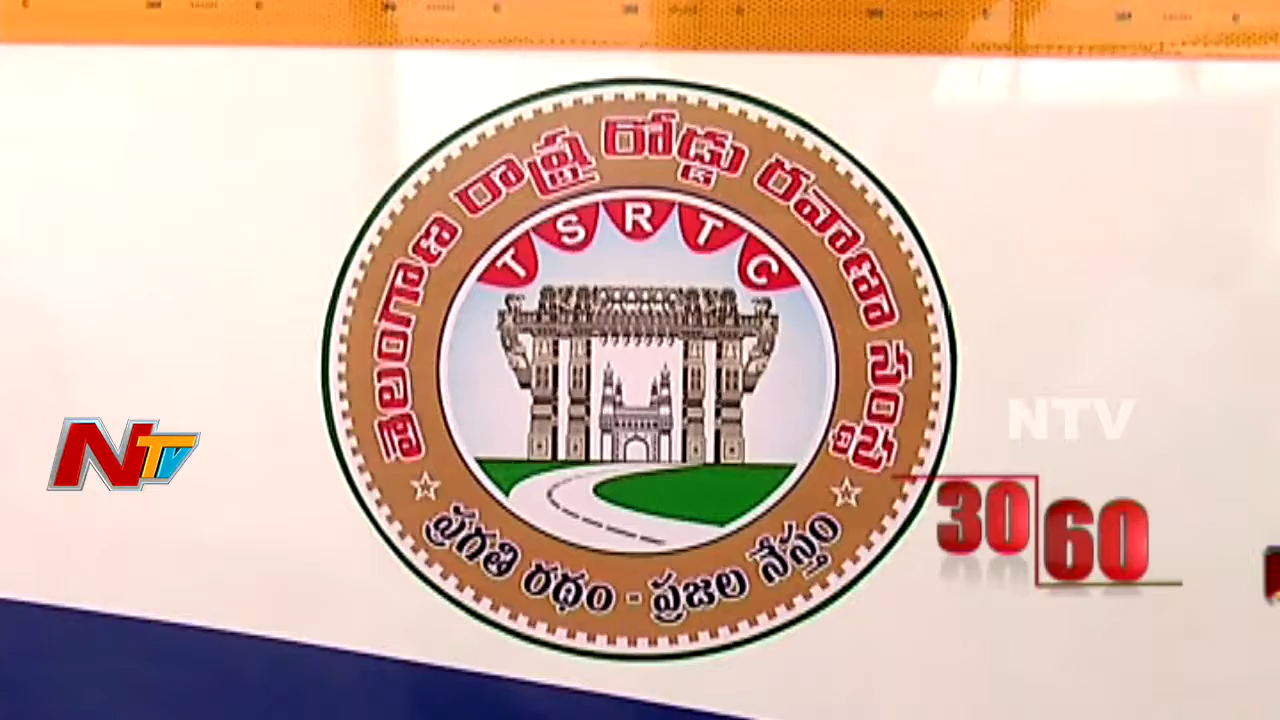 తెలంగాణ రాష్ట్ర రోడ్డు రవాణా సంస్థ
TSRTC
ప్రగతి రథం - ప్రజల నేస్తం
NTV
NTV
30
60